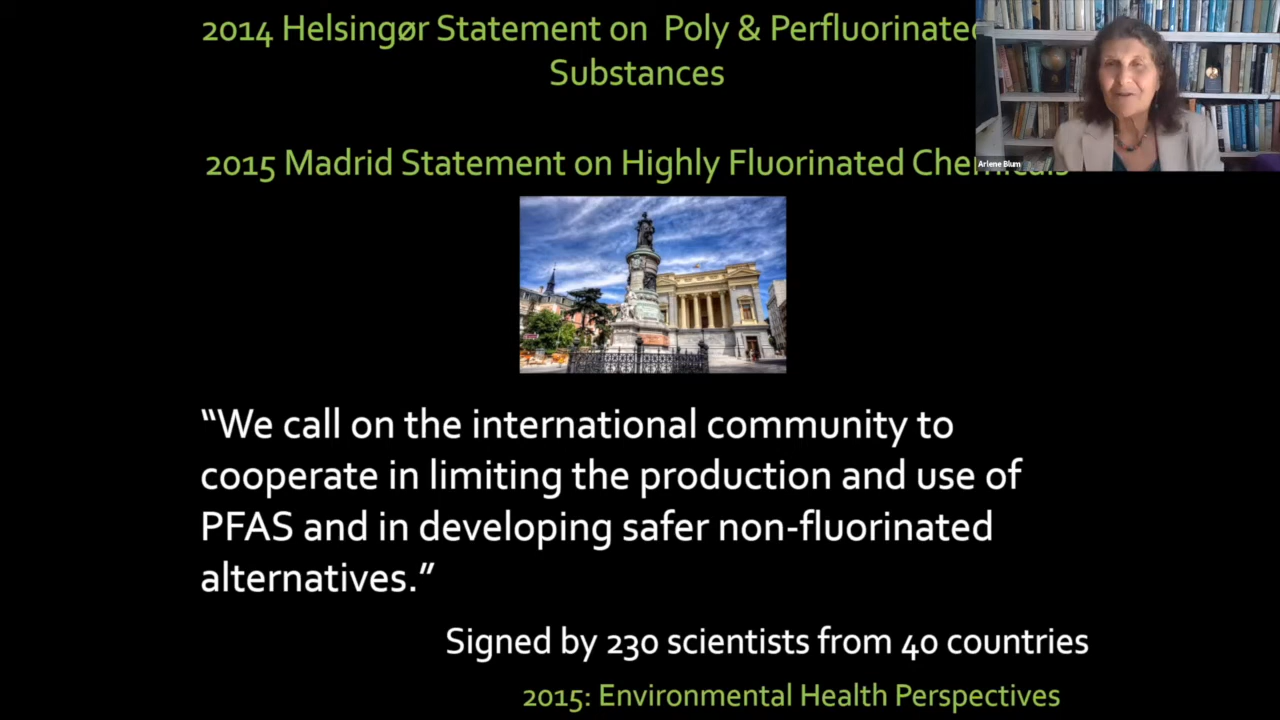 2014 Helsingør Statement on Poly & Perfluorinated
Substances
2015 Madrid Statement on Highly Fluorinated Chemicals
Arlene Blum
“We call on the international community to
cooperate in limiting the production and use of
PFAS and in developing safer non-fluorinated
alternatives.”
Signed by 230 scientists from 40 countries
2015: Environmental Health Perspectives